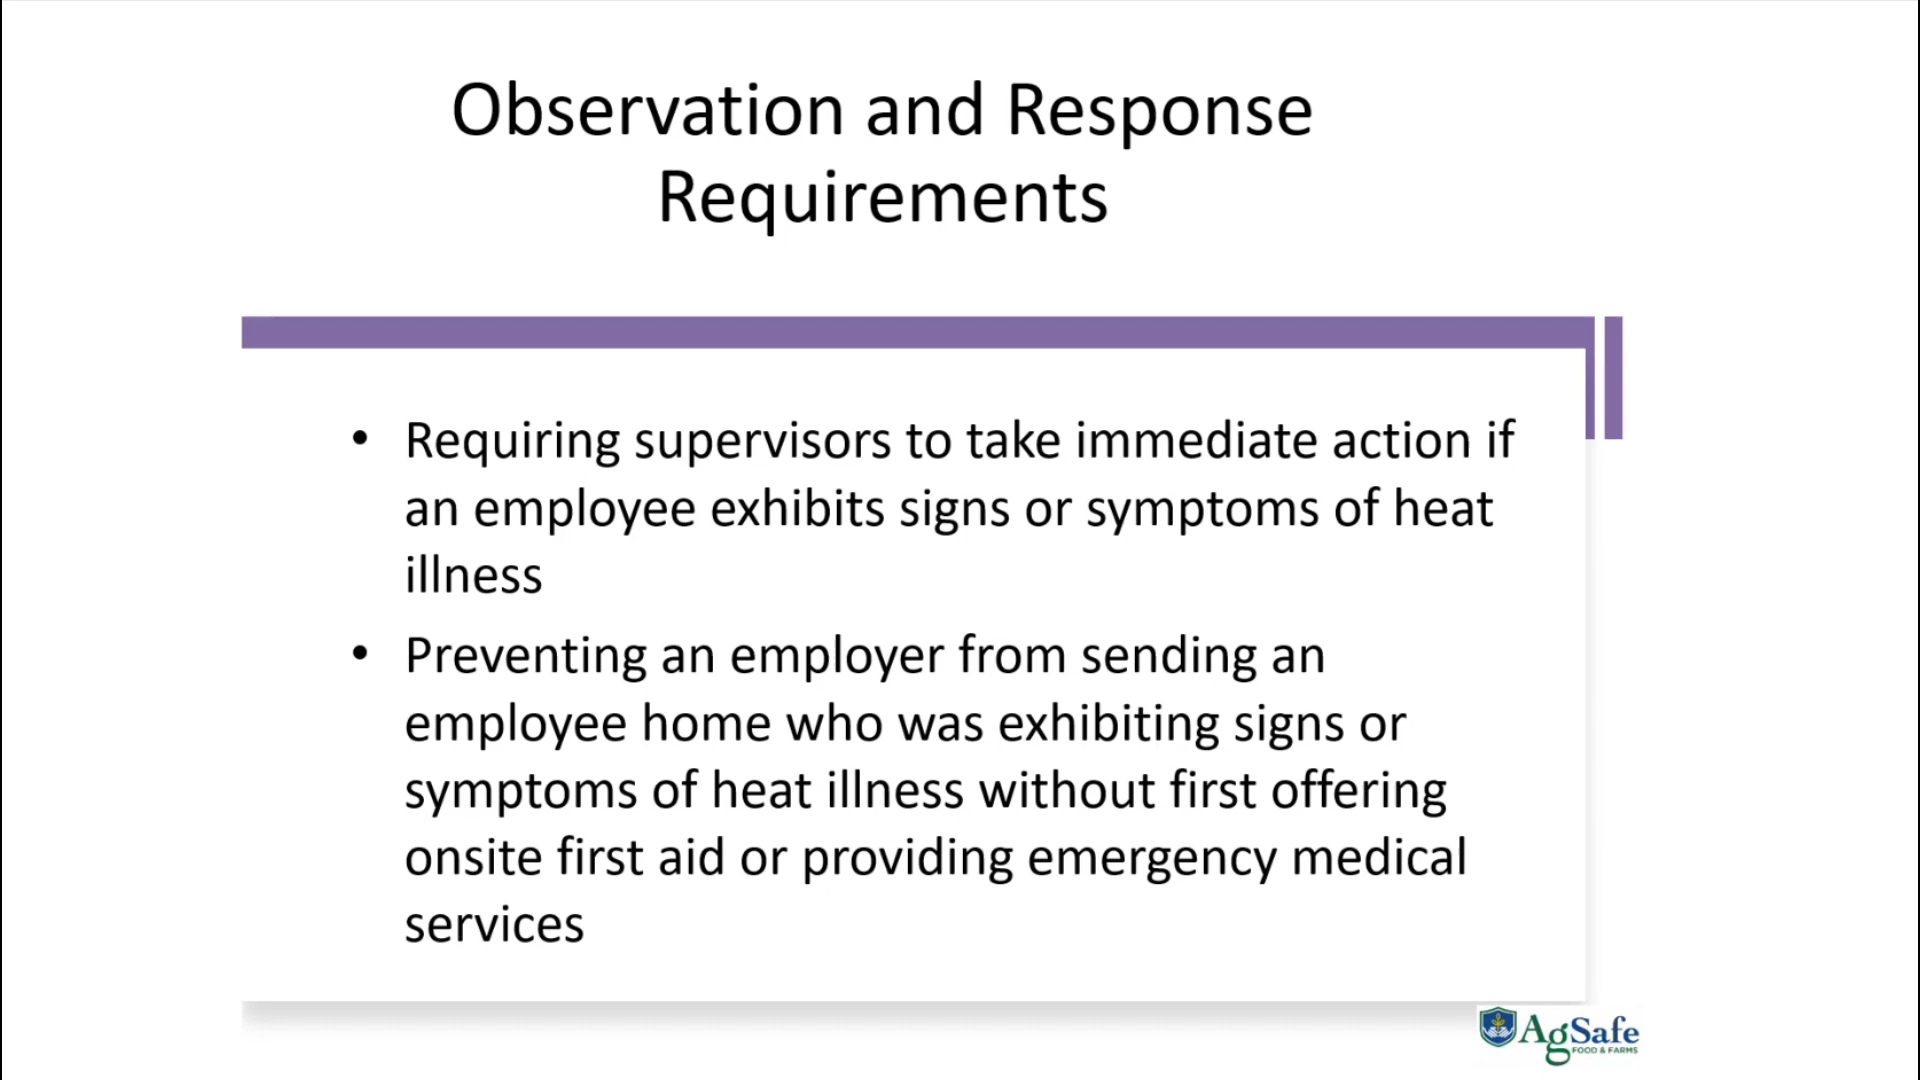 Observation and Response
Requirements
• Requiring supervisors to take immediate action if
an employee exhibits signs or symptoms of heat
illness
• Preventing an employer from sending an
employee home who was exhibiting signs or
symptoms of heat illness without first offering
onsite first aid or providing emergency medical
services
AgSafe
FOOD & FARMS